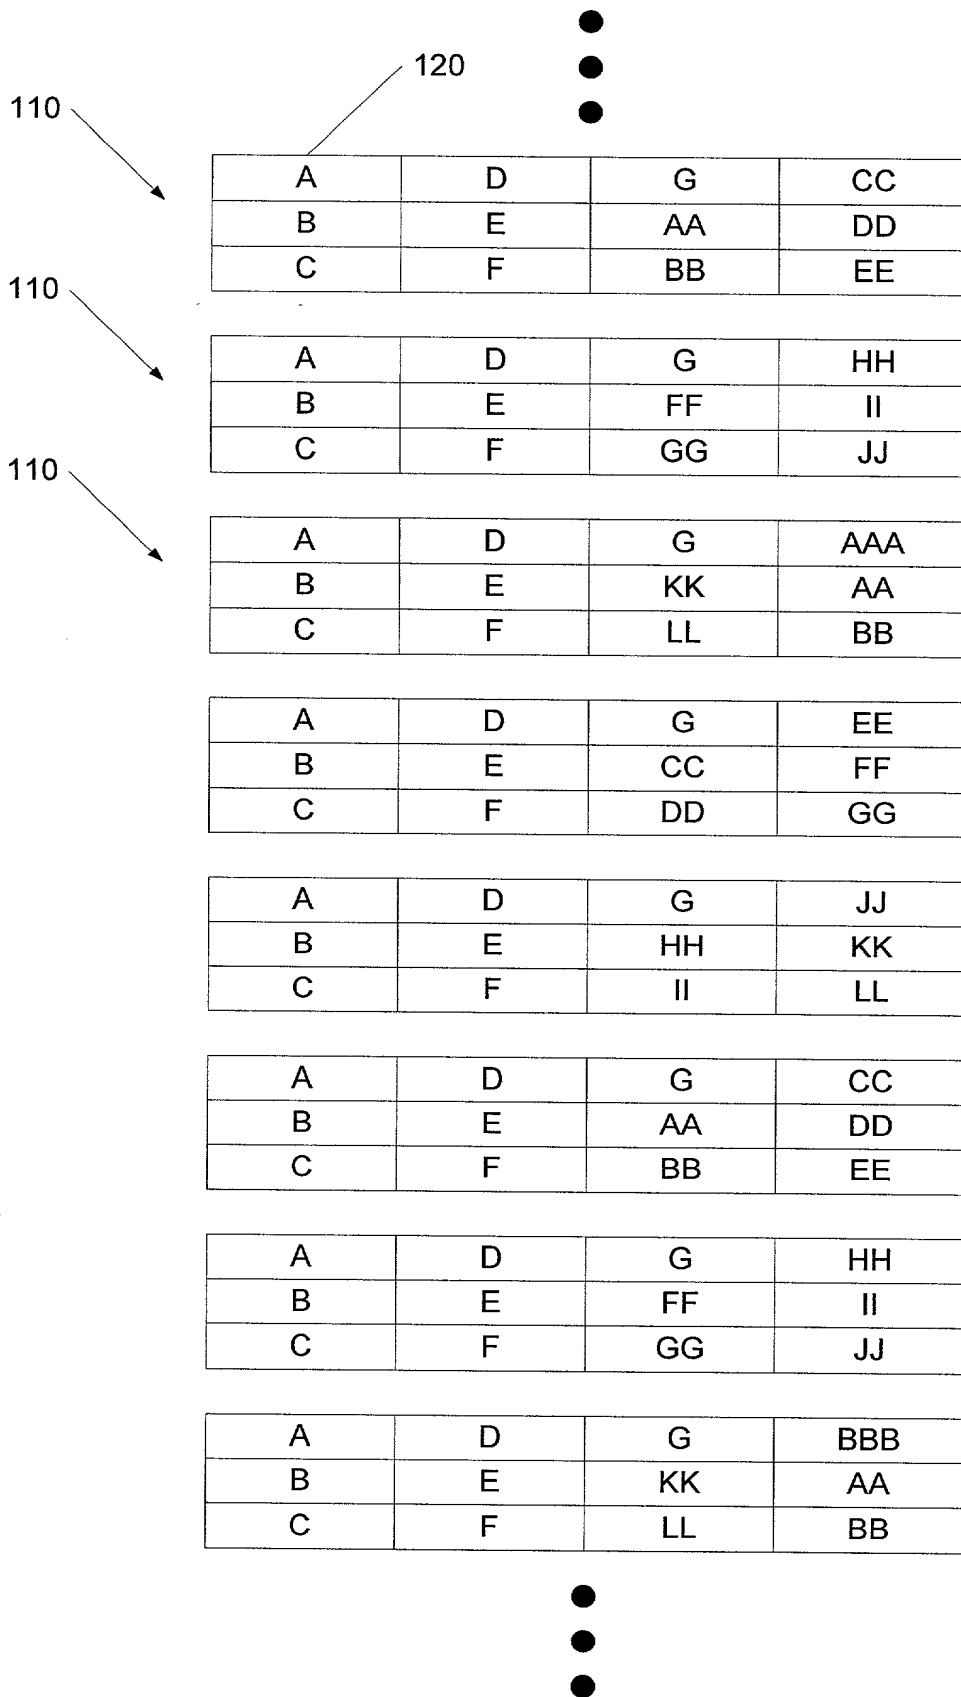 120
110
A D G CC
B E AA DD
C F BB EE
110
A D G HH
B E FF II
C F GG JJ
110
A D G AAA
B E KK AA
C F LL BB
A D G EE
B E CC FF
C F DD GG
A D G JJ
B E HH KK
C F II LL
A D G CC
B E AA DD
C F BB EE
A D G HH
B E FF II
C F GG JJ
A D G BBB
B E KK AA
C F LL BB